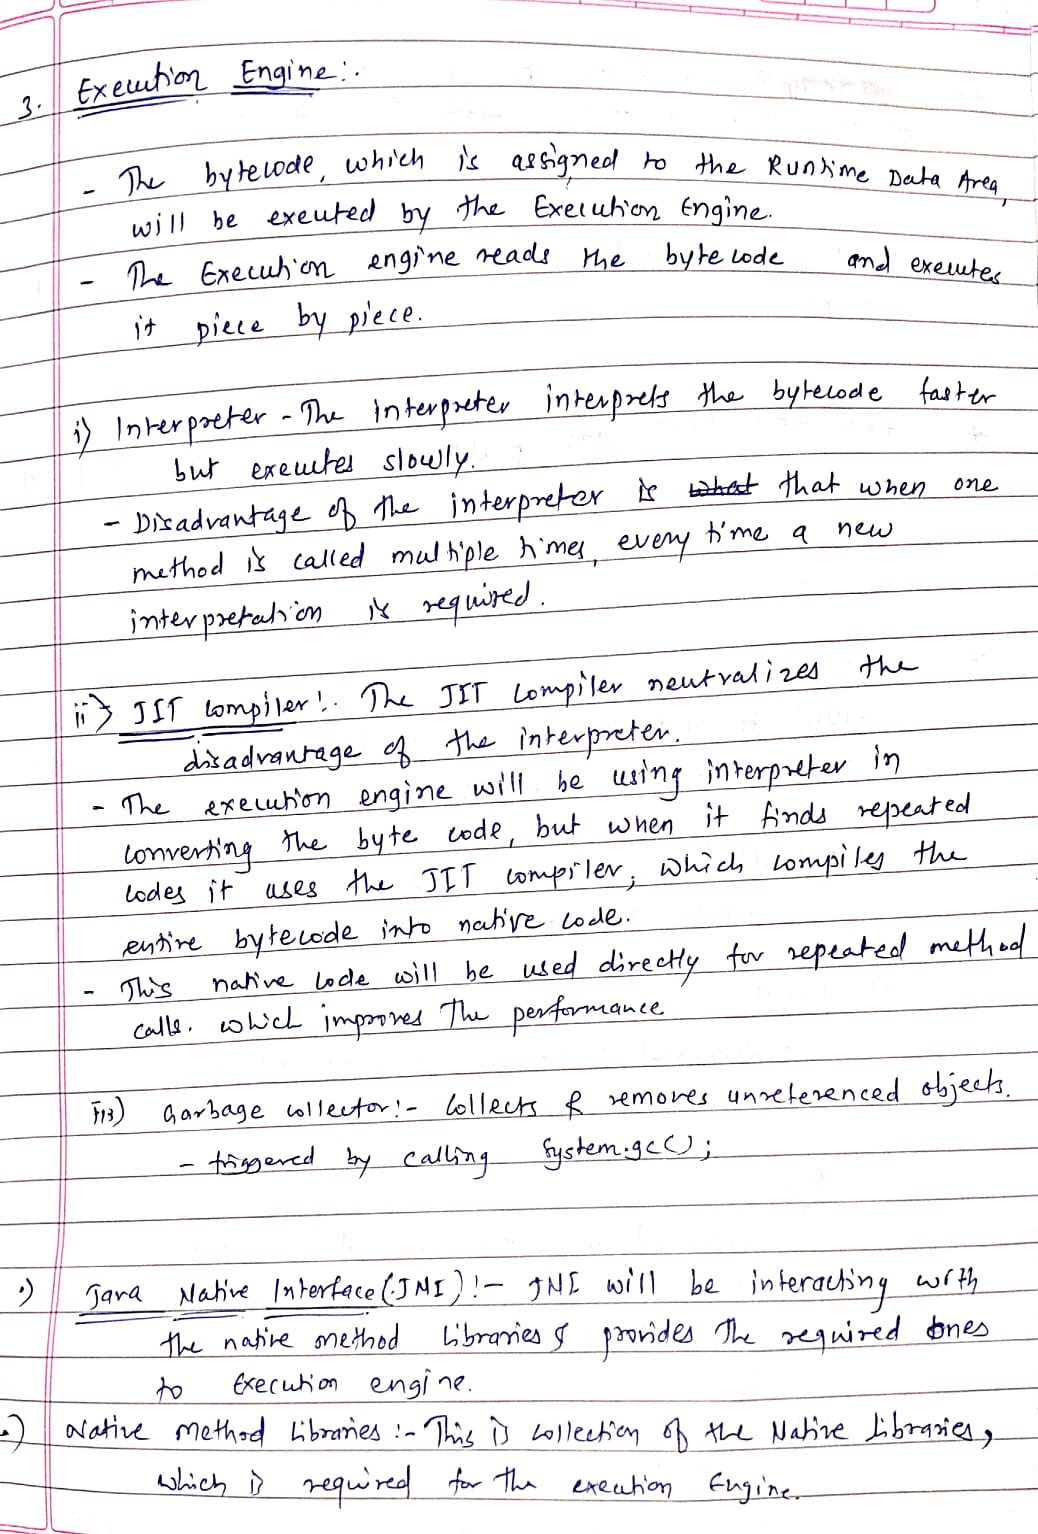 3. Execution Engine:.
- The bytecode, which is assigned to the Runtime Data Area,
will be exeuted by the Execution Engine.
- The Execution engine reads the byte code and executes
it piece by piece.
i) Interpreter - The interpreter interprets the bytecode faster
but executes slowly.
- Disadvantage of the interpreter is what that when one
method is called multiple times, every time a new
interpretation is required.
ii) JIT compiler:. The JIT compiler neutralizes the
disadvantage of the interpreter.
- The execution engine will be using interpreter in
converting the byte code, but when it finds repeated
codes it uses the JIT compiler, which compiles the
entire bytecode into native code.
- This native code will be used directly for repeated method
calls. which improves The performance
iii) Garbage collector:- Collects & removes unreferenced objects.
- triggered by calling System.gc();
Java Native Interface (JNI):- JNI will be interacting with
the native method Libraries & provides The required ones
to Execution engine.
Native Method Libraries :- This is collection of the Native Libraries,
which is required for the execution Engine.